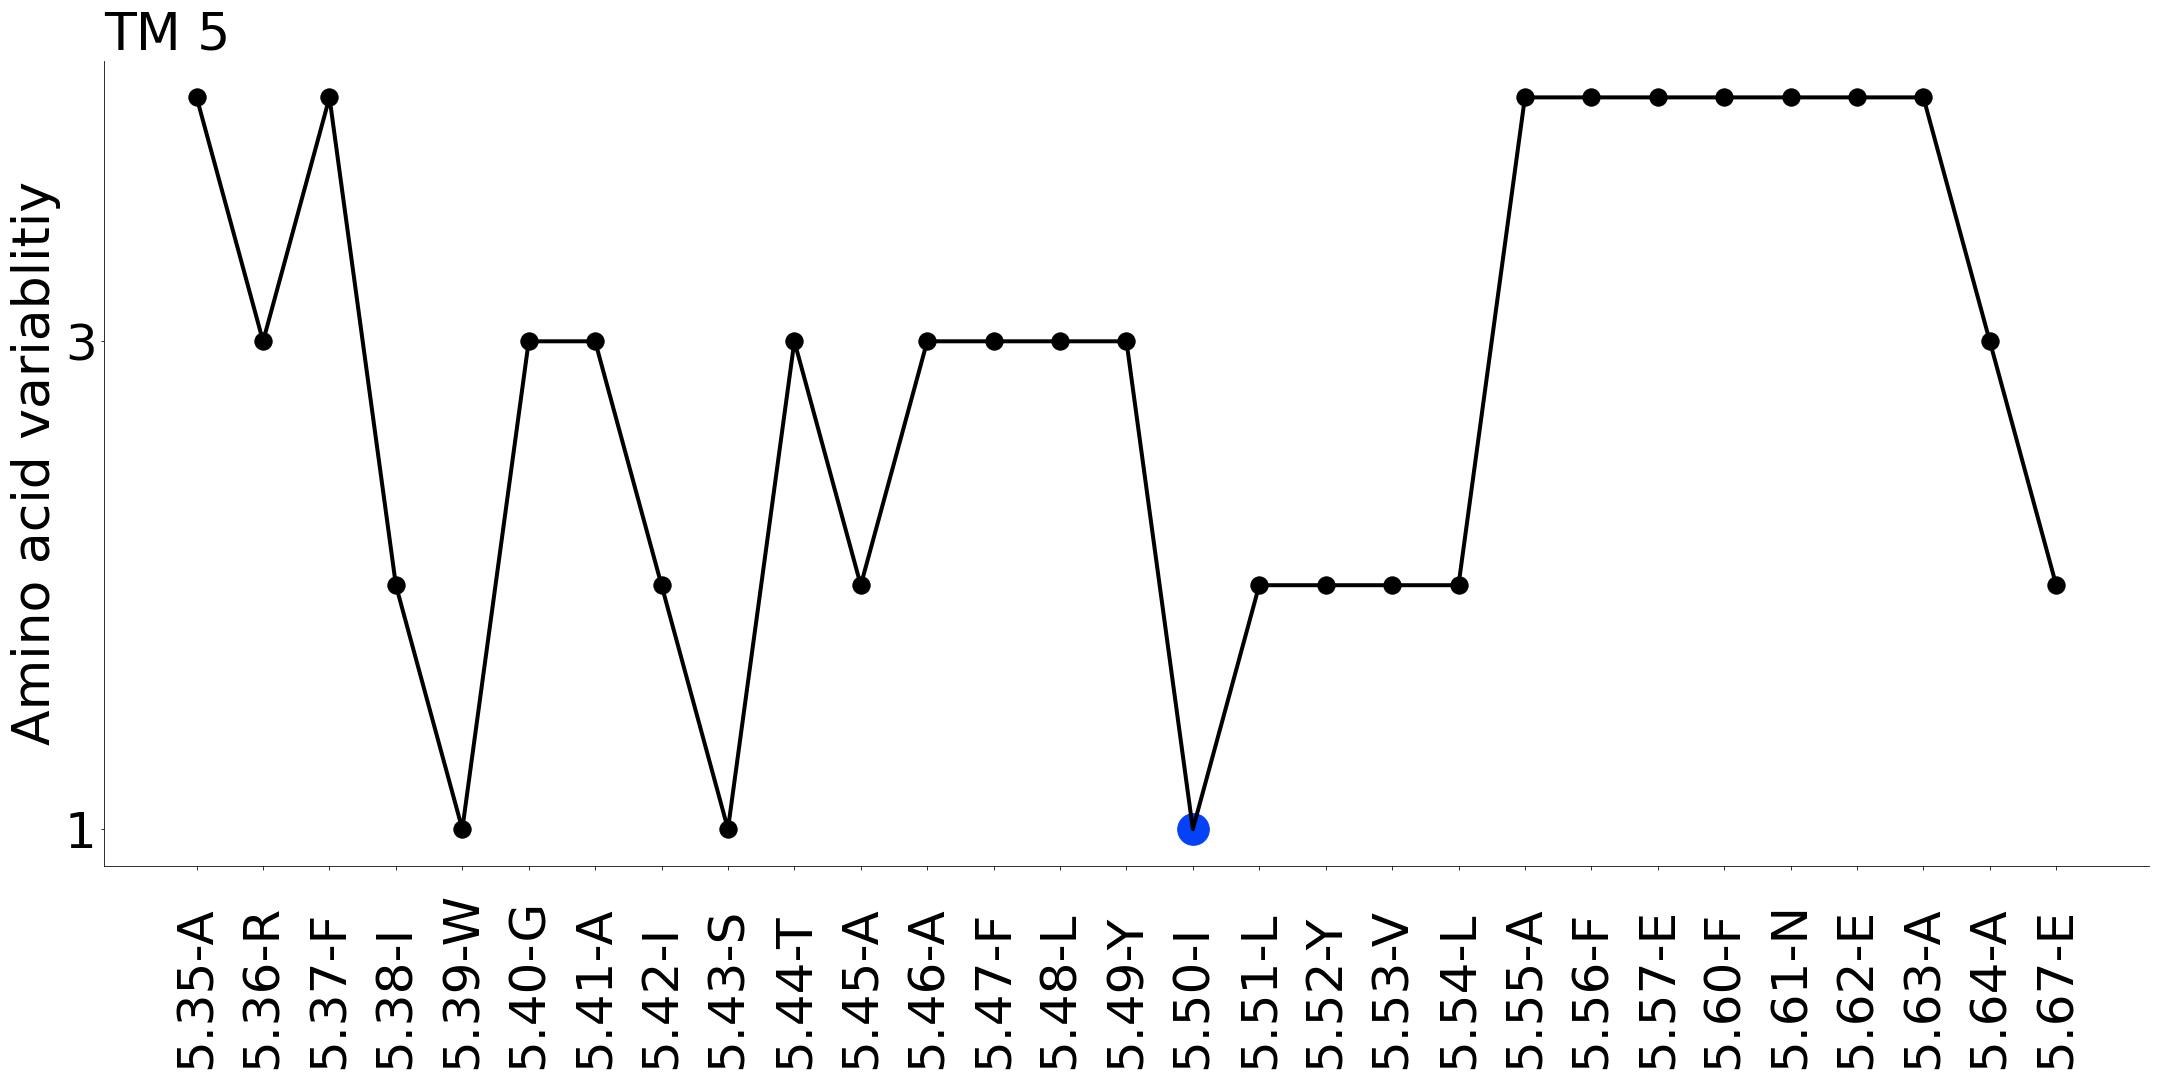 TM 5
Amino acid variablitiy
3
1
5.35-A
5.36-R
5.37-F
5.38-I
5.39-W
5.40-G
5.41-A
5.42-I
5.43-S
5.44-T
5.45-A
5.46-A
5.47-F
5.48-L
5.49-Y
5.50-I
5.51-L
5.52-Y
5.53-V
5.54-L
5.55-A
5.56-F
5.57-E
5.60-F
5.61-N
5.62-E
5.63-A
5.64-A
5.67-E